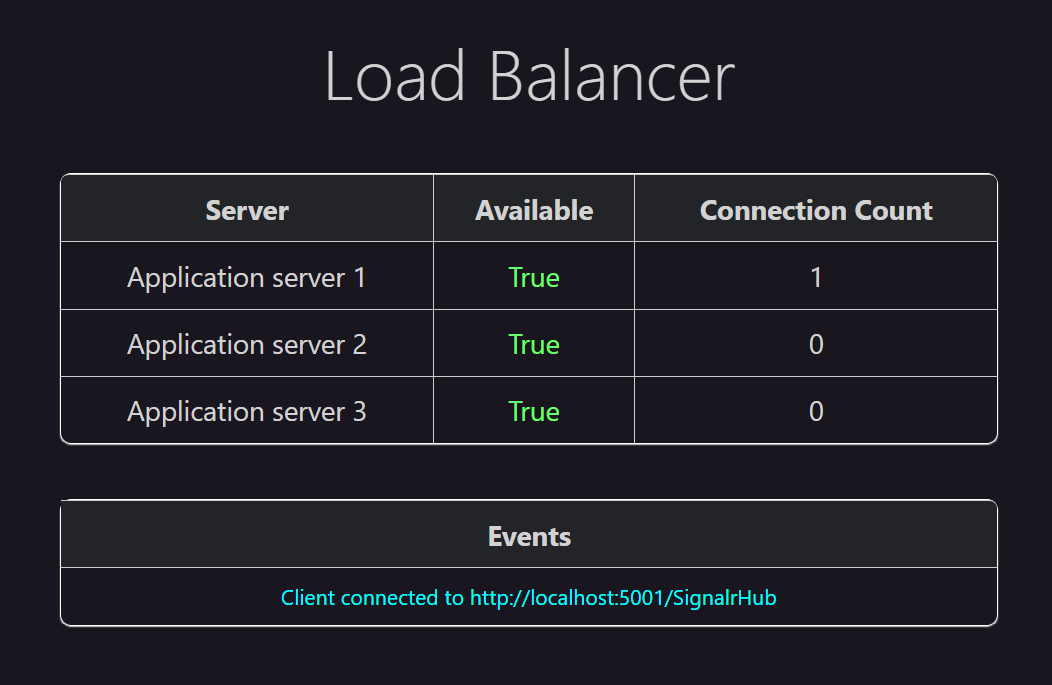 Load Balancer
Server Available Connection Count
Application server 1 True 1
Application server 2 True 0
Application server 3 True 0
Events
Client connected to http://localhost:5001/SignalrHub